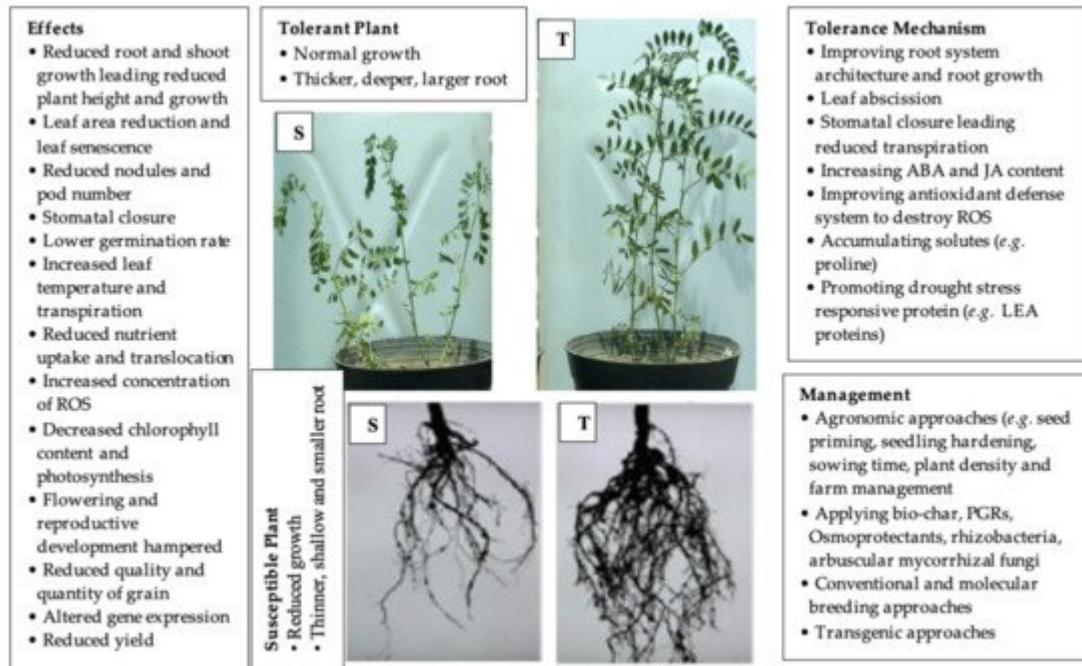 Effects
• Reduced root and shoot
growth leading reduced
plant height and growth
• Leaf area reduction and
leaf senescence
• Reduced nodules and
pod number
• Stomatal closure
• Lower germination rate
• Increased leaf
temperature and
transpiration
• Reduced nutrient
uptake and translocation
• Increased concentration
of ROS
• Decreased chlorophyll
content and
photosynthesis
• Flowering and
reproductive
development hampered
• Reduced quality and
quantity of grain
• Altered gene expression
• Reduced yield
Tolerant Plant
• Normal growth
• Thicker, deeper, larger root
S
T
Susceptible Plant
• Reduced growth
• Thinner, shallow and smaller root
S
T
Tolerance Mechanism
• Improving root system
architecture and root growth
• Leaf abscission
• Stomatal closure leading
reduced transpiration
• Increasing ABA and JA content
• Improving antioxidant defense
system to destroy ROS
• Accumulating solutes (e.g.
proline)
• Promoting drought stress
responsive protein (e.g. LEA
proteins)
Management
• Agronomic approaches (e.g. seed
priming, seedling hardening,
sowing time, plant density and
farm management
• Applying bio-char, PGRs,
Osmoprotectants, rhizobacteria,
arbuscular mycorrhizal fungi
• Conventional and molecular
breeding approaches
• Transgenic approaches